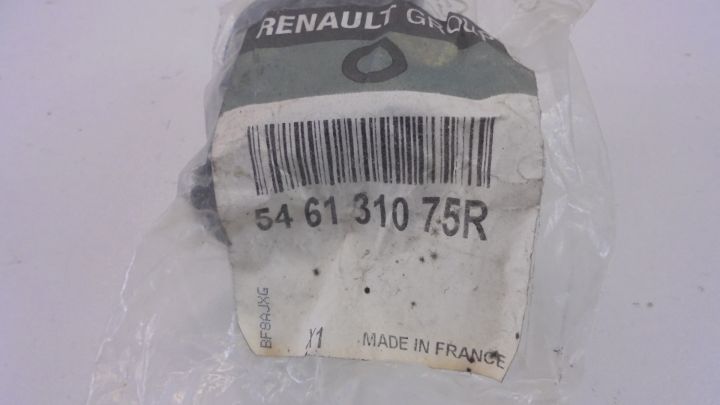 RENAULT GROUP
54 61 310 75R
BF8AJXG
X1
MADE IN FRANCE